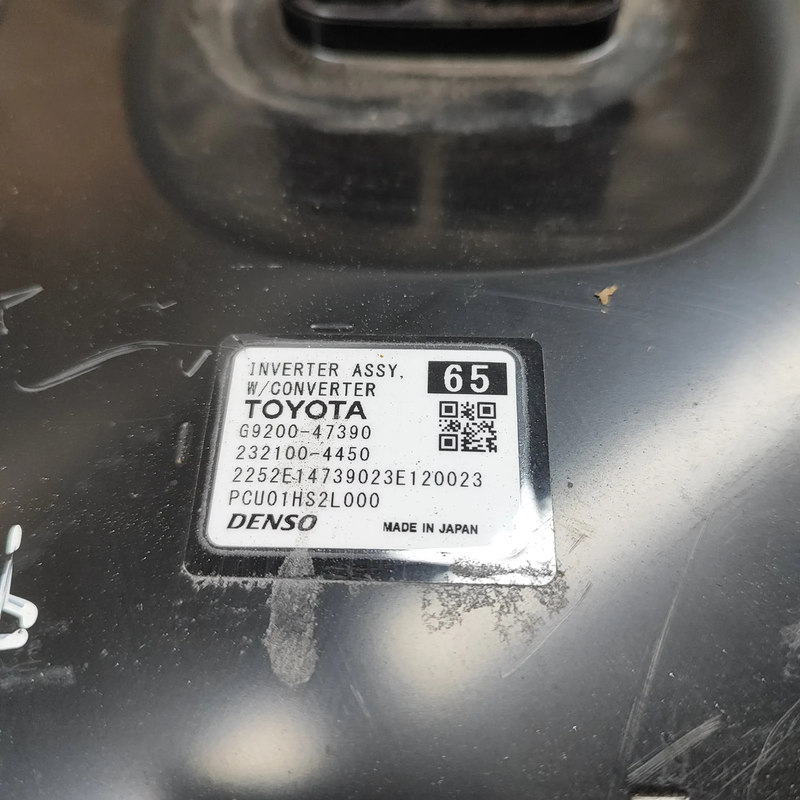 INVERTER ASSY,
W/CONVERTER
65
TOYOTA
G9200-47390
232100-4450
2252E14739023E120023
PCU01HS2L000
DENSO MADE IN JAPAN